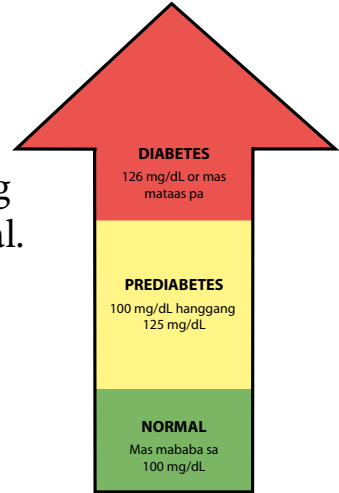 DIABETES
126 mg/dL or mas
mataas pa
g
al.
PREDIABETES
100 mg/dL hanggang
125 mg/dL
NORMAL
Mas mababa sa
100 mg/dL